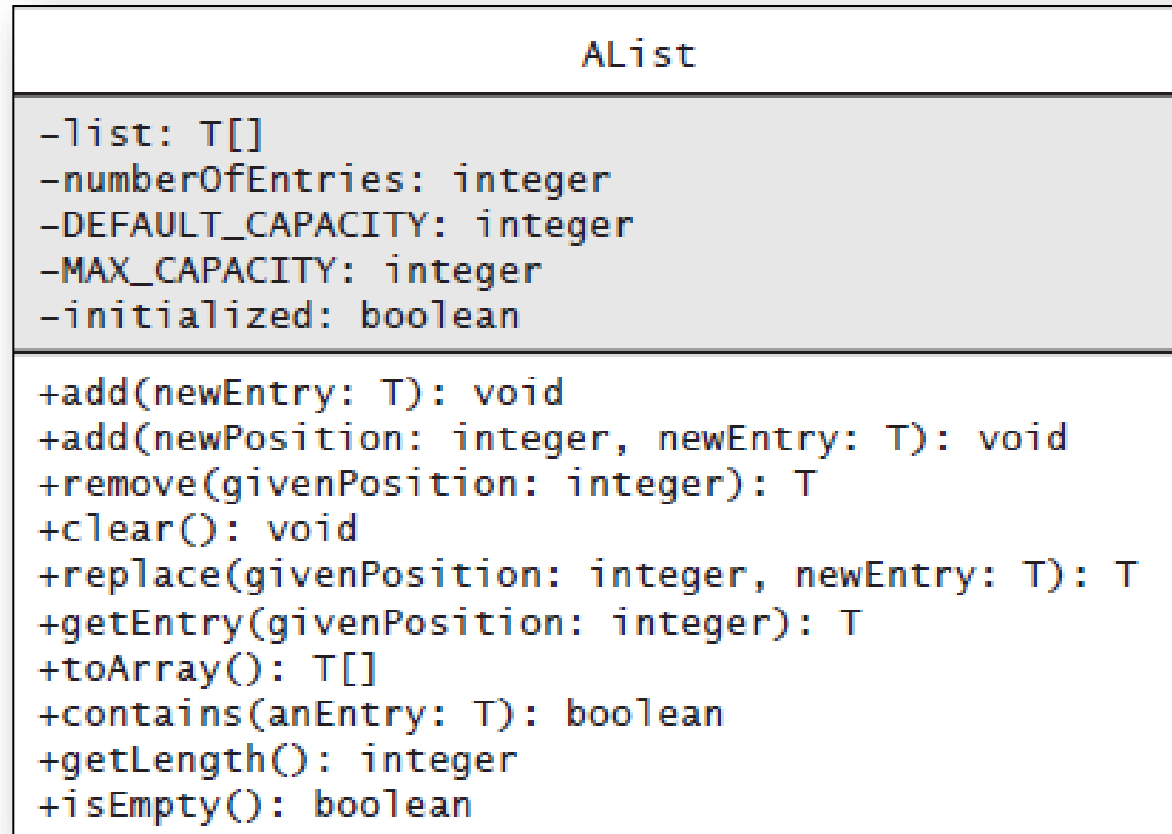 AList
–list: T[]
–numberOfEntries: integer
–DEFAULT_CAPACITY: integer
–MAX_CAPACITY: integer
–initialized: boolean
+add(newEntry: T): void
+add(newPosition: integer, newEntry: T): void
+remove(givenPosition: integer): T
+clear(): void
+replace(givenPosition: integer, newEntry: T): T
+getEntry(givenPosition: integer): T
+toArray(): T[]
+contains(anEntry: T): boolean
+getLength(): integer
+isEmpty(): boolean